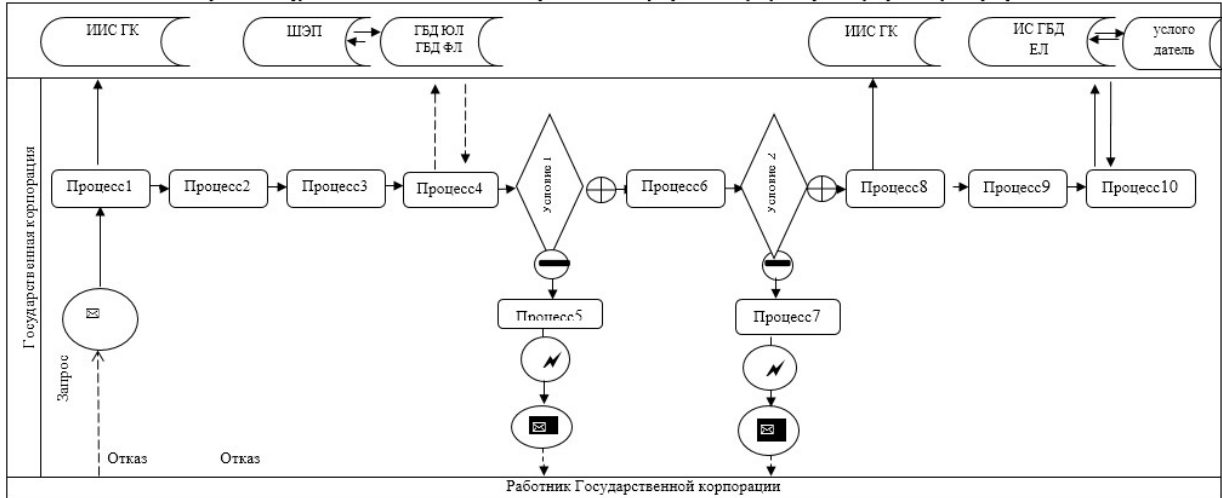 ИИС ГК
ШЭП
ГБД ЮЛ
ГБД ФЛ
ИИС ГК
ИС ГБД
ЕЛ
услого
датель
Государственная корпорация
Процесс1
Процесс2
Процесс3
Процесс4
Условие 1
Процесс6
Условие 2
Процесс8
Процесс9
Процесс10
Процесс5
Процесс7
Запрос
Отказ
Отказ
Работник Государственной корпорации